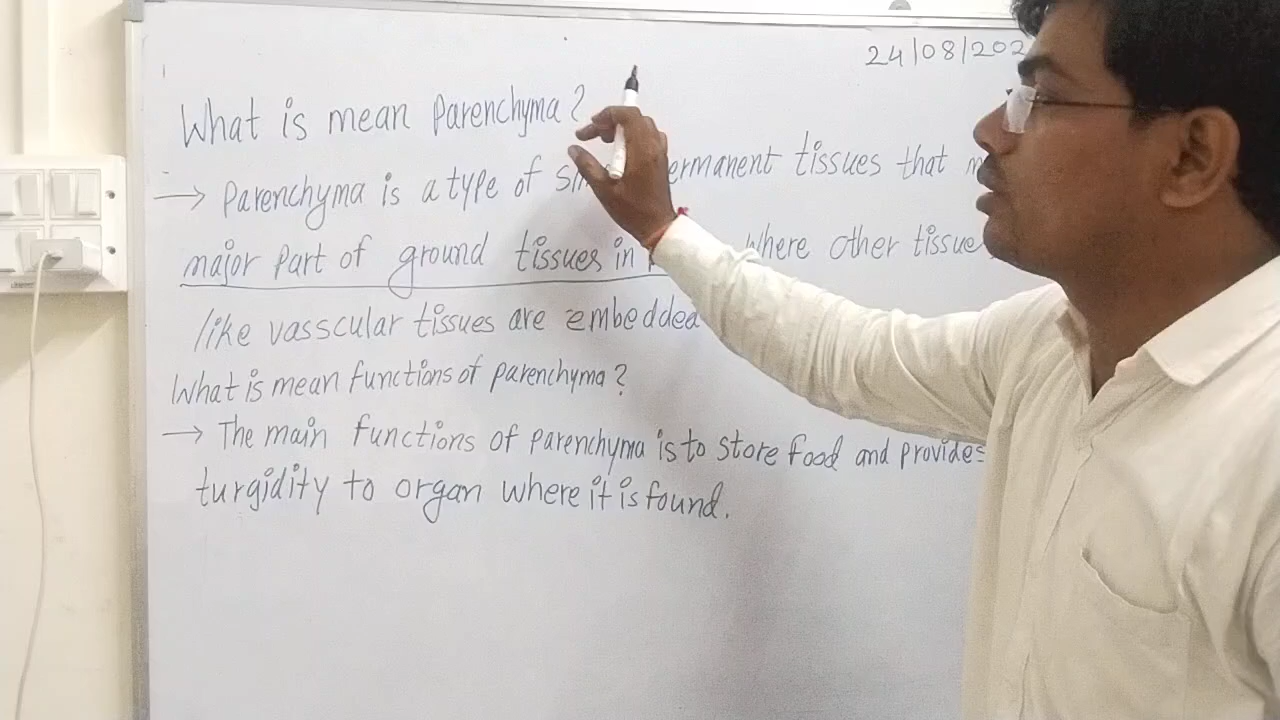 24/08/202
What is mean Parenchyma?
→ Parenchyma is a type of tissues that
major part of ground tissues in where other tissue
like vasscular tissues are embedded
What is mean functions of parenchyma?
→ The main functions of parenchyma is to store food and provides
turgidity to organ where it is found.